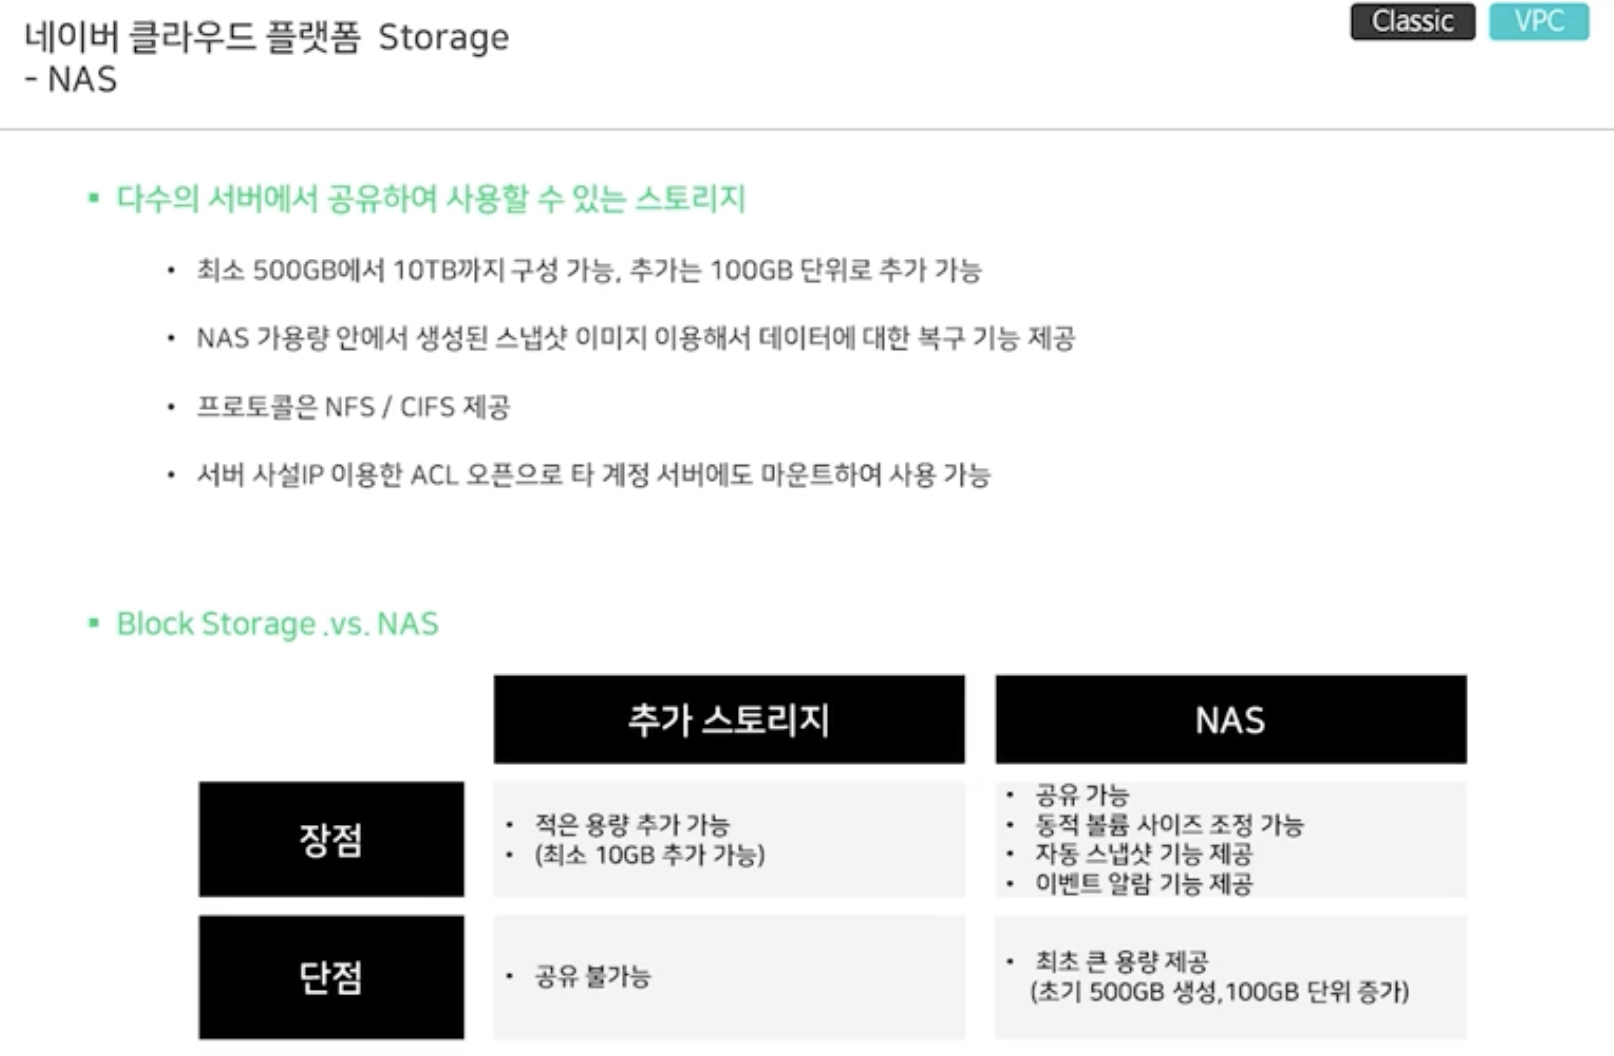 네이버 클라우드 플랫폼 Storage
- NAS
Classic
VPC
▪ 다수의 서버에서 공유하여 사용할 수 있는 스토리지
• 최소 500GB에서 10TB까지 구성 가능, 추가는 100GB 단위로 추가 가능
• NAS 가용량 안에서 생성된 스냅샷 이미지 이용해서 데이터에 대한 복구 기능 제공
• 프로토콜은 NFS / CIFS 제공
• 서버 사설IP 이용한 ACL 오픈으로 타 계정 서버에도 마운트하여 사용 가능
▪ Block Storage .vs. NAS
추가 스토리지
NAS
장점
• 적은 용량 추가 가능
• (최소 10GB 추가 가능)
• 공유 가능
• 동적 볼륨 사이즈 조정 가능
• 자동 스냅샷 기능 제공
• 이벤트 알람 기능 제공
단점
• 공유 불가능
• 최초 큰 용량 제공
(초기 500GB 생성,100GB 단위 증가)